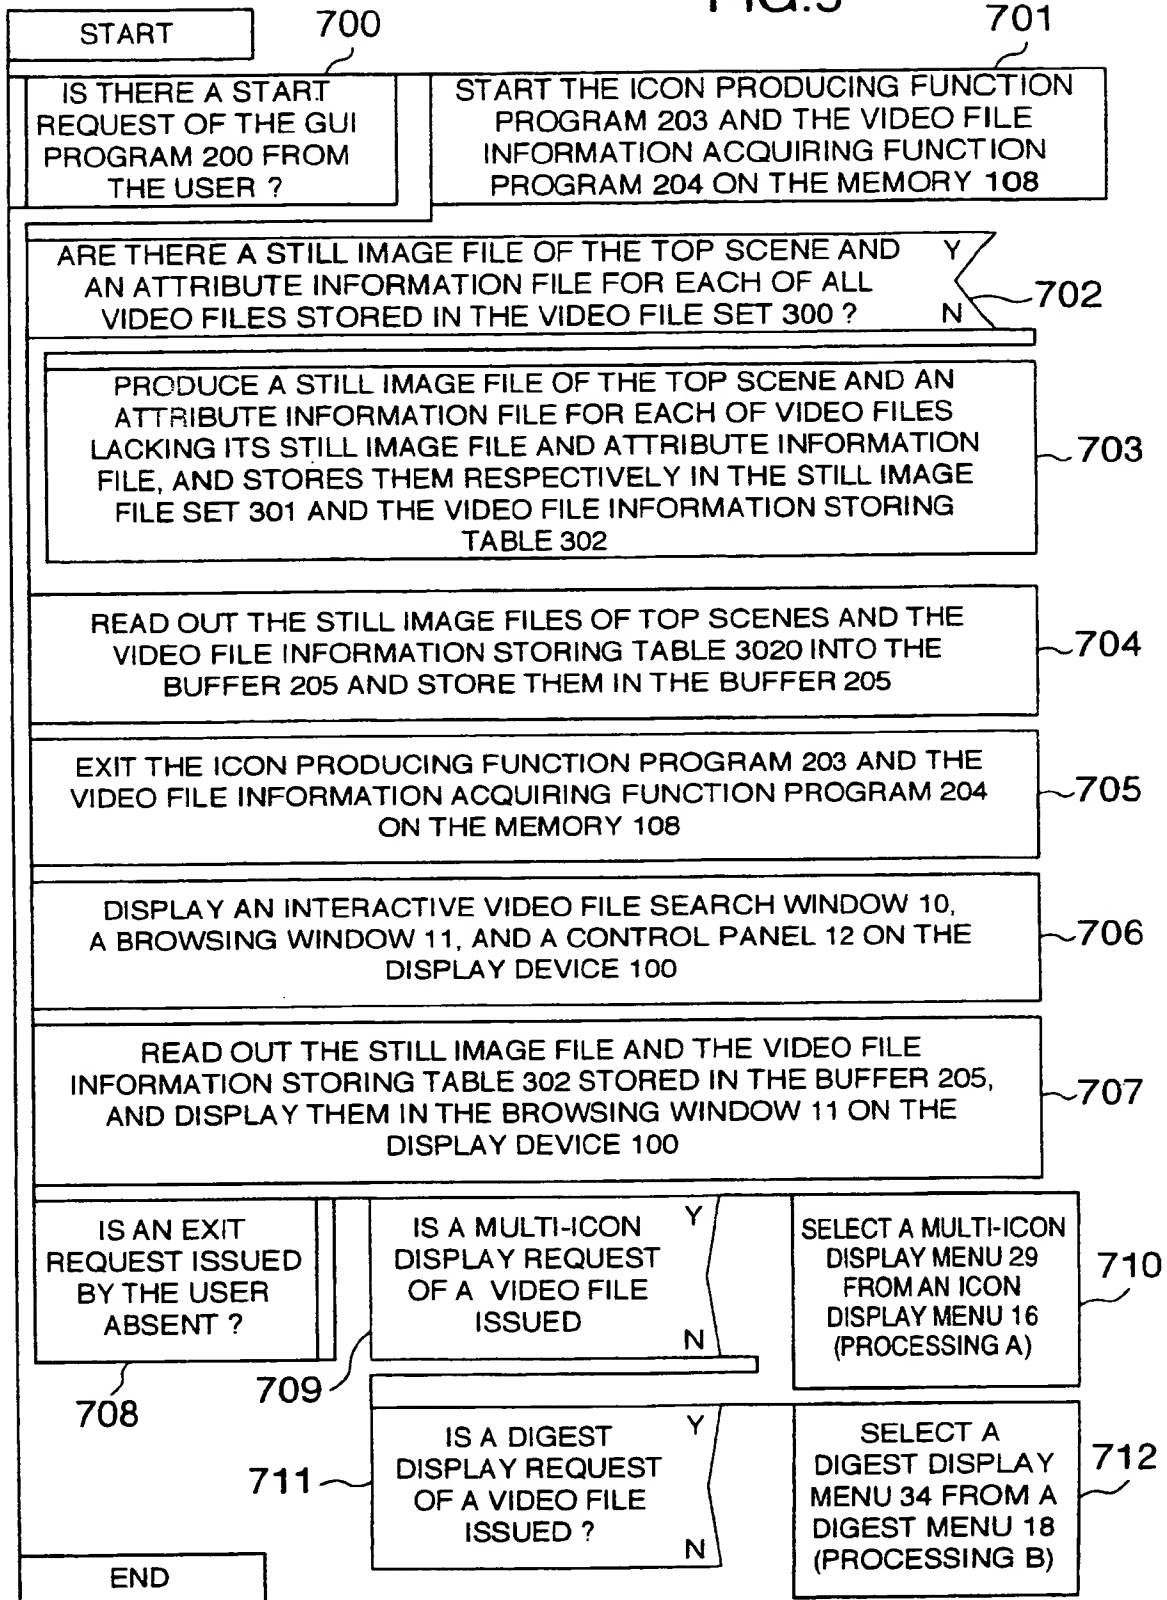 FIG.5
START
700
701
IS THERE A START
REQUEST OF THE GUI
PROGRAM 200 FROM
THE USER ?
START THE ICON PRODUCING FUNCTION
PROGRAM 203 AND THE VIDEO FILE
INFORMATION ACQUIRING FUNCTION
PROGRAM 204 ON THE MEMORY 108
ARE THERE A STILL IMAGE FILE OF THE TOP SCENE AND
AN ATTRIBUTE INFORMATION FILE FOR EACH OF ALL
VIDEO FILES STORED IN THE VIDEO FILE SET 300 ?
Y
N
702
PRODUCE A STILL IMAGE FILE OF THE TOP SCENE AND AN
ATTRIBUTE INFORMATION FILE FOR EACH OF VIDEO FILES
LACKING ITS STILL IMAGE FILE AND ATTRIBUTE INFORMATION
FILE, AND STORES THEM RESPECTIVELY IN THE STILL IMAGE
FILE SET 301 AND THE VIDEO FILE INFORMATION STORING
TABLE 302
703
READ OUT THE STILL IMAGE FILES OF TOP SCENES AND THE
VIDEO FILE INFORMATION STORING TABLE 3020 INTO THE
BUFFER 205 AND STORE THEM IN THE BUFFER 205
704
EXIT THE ICON PRODUCING FUNCTION PROGRAM 203 AND THE
VIDEO FILE INFORMATION ACQUIRING FUNCTION PROGRAM 204
ON THE MEMORY 108
705
DISPLAY AN INTERACTIVE VIDEO FILE SEARCH WINDOW 10,
A BROWSING WINDOW 11, AND A CONTROL PANEL 12 ON THE
DISPLAY DEVICE 100
706
READ OUT THE STILL IMAGE FILE AND THE VIDEO FILE
INFORMATION STORING TABLE 302 STORED IN THE BUFFER 205,
AND DISPLAY THEM IN THE BROWSING WINDOW 11 ON THE
DISPLAY DEVICE 100
707
IS AN EXIT
REQUEST ISSUED
BY THE USER
ABSENT ?
708
IS A MULTI-ICON
DISPLAY REQUEST
OF A VIDEO FILE
ISSUED
Y
N
709
SELECT A MULTI-ICON
DISPLAY MENU 29
FROM AN ICON
DISPLAY MENU 16
(PROCESSING A)
710
IS A DIGEST
DISPLAY REQUEST
OF A VIDEO FILE
ISSUED ?
Y
N
711
SELECT A
DIGEST DISPLAY
MENU 34 FROM A
DIGEST MENU 18
(PROCESSING B)
712
END